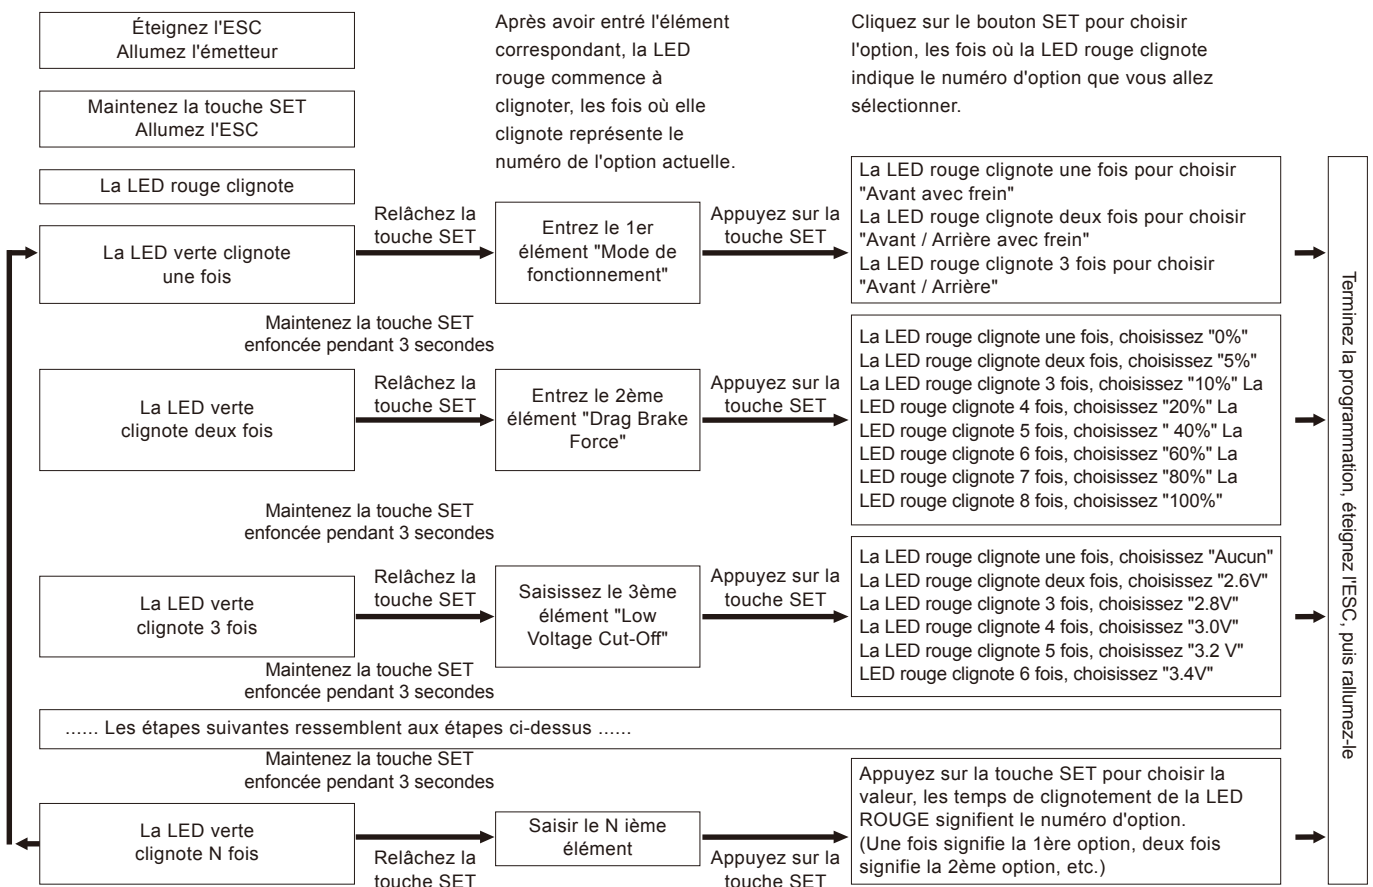 Éteignez l'ESC
Allumez l'émetteur
Après avoir entré l'élément
correspondant, la LED
rouge commence à
clignoter, les fois où elle
clignote représente le
numéro de l'option actuelle.
Cliquez sur le bouton SET pour choisir
l'option, les fois où la LED rouge clignote
indique le numéro d'option que vous allez
sélectionner.
Maintenez la touche SET
Allumez l'ESC
La LED rouge clignote
La LED verte clignote
une fois
Relâchez la
touche SET
Entrez le 1er
élément "Mode de
fonctionnement"
Appuyez sur la
touche SET
La LED rouge clignote une fois pour choisir
"Avant avec frein"
La LED rouge clignote deux fois pour choisir
"Avant / Arrière avec frein"
La LED rouge clignote 3 fois pour choisir
"Avant / Arrière"
Maintenez la touche SET
enfoncée pendant 3 secondes
La LED verte
clignote deux fois
Relâchez la
touche SET
Entrez le 2ème
élément "Drag Brake
Force"
Appuyez sur la
touche SET
La LED rouge clignote une fois, choisissez "0%"
La LED rouge clignote deux fois, choisissez "5%"
La LED rouge clignote 3 fois, choisissez "10%" La
LED rouge clignote 4 fois, choisissez "20%" La
LED rouge clignote 5 fois, choisissez " 40%" La
LED rouge clignote 6 fois, choisissez "60%" La
LED rouge clignote 7 fois, choisissez "80%" La
LED rouge clignote 8 fois, choisissez "100%"
Maintenez la touche SET
enfoncée pendant 3 secondes
La LED verte
clignote 3 fois
Relâchez la
touche SET
Saisissez le 3ème
élément "Low
Voltage Cut-Off"
Appuyez sur la
touche SET
La LED rouge clignote une fois, choisissez "Aucun"
La LED rouge clignote deux fois, choisissez "2.6V"
La LED rouge clignote 3 fois, choisissez "2.8V"
La LED rouge clignote 4 fois, choisissez "3.0V"
La LED rouge clignote 5 fois, choisissez "3.2 V"
LED rouge clignote 6 fois, choisissez "3.4V"
Maintenez la touche SET
enfoncée pendant 3 secondes
...... Les étapes suivantes ressemblent aux étapes ci-dessus ......
Maintenez la touche SET
enfoncée pendant 3 secondes
La LED verte
clignote N fois
Relâchez la
touche SET
Saisir le N ième
élément
Appuyez sur la
touche SET
Appuyez sur la touche SET pour choisir la
valeur, les temps de clignotement de la LED
ROUGE signifient le numéro d'option.
(Une fois signifie la 1ère option, deux fois
signifie la 2ème option, etc.)
Terminez la programmation, éteignez l'ESC, puis rallumez-le